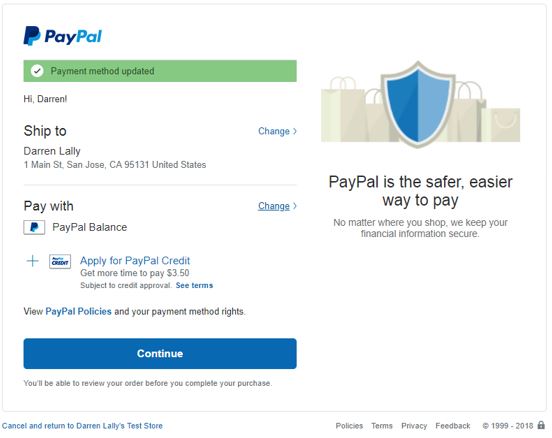 PayPal
Payment method updated
Hi, Darren!
Ship to
Change >
Darren Lally
1 Main St, San Jose, CA 95131 United States
Pay with
Change >
PayPal Balance
PayPal CREDIT
Apply for PayPal Credit
Get more time to pay $3.50
Subject to credit approval. See terms
View PayPal Policies and your payment method rights.
Continue
You'll be able to review your order before you complete your purchase.
PayPal is the safer, easier
way to pay
No matter where you shop, we keep your
financial information secure.
Cancel and return to Darren Lally's Test Store
Policies Terms Privacy Feedback © 1999 - 2018